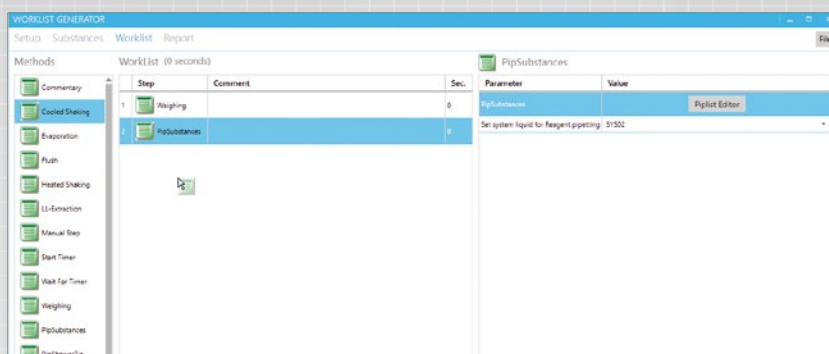 WORKLIST GENERATOR
Setup Substances Worklist Report
File
Methods
WorkList (0 seconds)
PipSubstances
Commentary
Cooled Shaking
Evaporation
Flush
Heated Shaking
LL-Extraction
Manual Step
Start Timer
Wait For Timer
Weighing
PipSubstances
Step Comment Sec.
1 Weighing 0
2 PipSubstances 0
Parameter Value
PipSubstances Piplist Editor
Set system liquid for Reagent pipetting SYS02